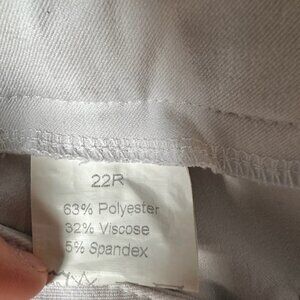 22R
63% Polyester
32% Viscose
5% Spandex